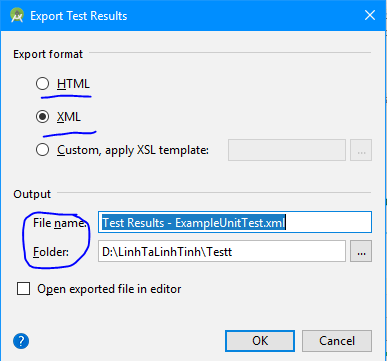 Export Test Results
Export format
HTML
XML
Custom, apply XSL template:
...
Output
File name: Test Results - ExampleUnitTest.xml
Folder: D:\LinhTaLinhTinh\Testt ...
Open exported file in editor
? OK Cancel